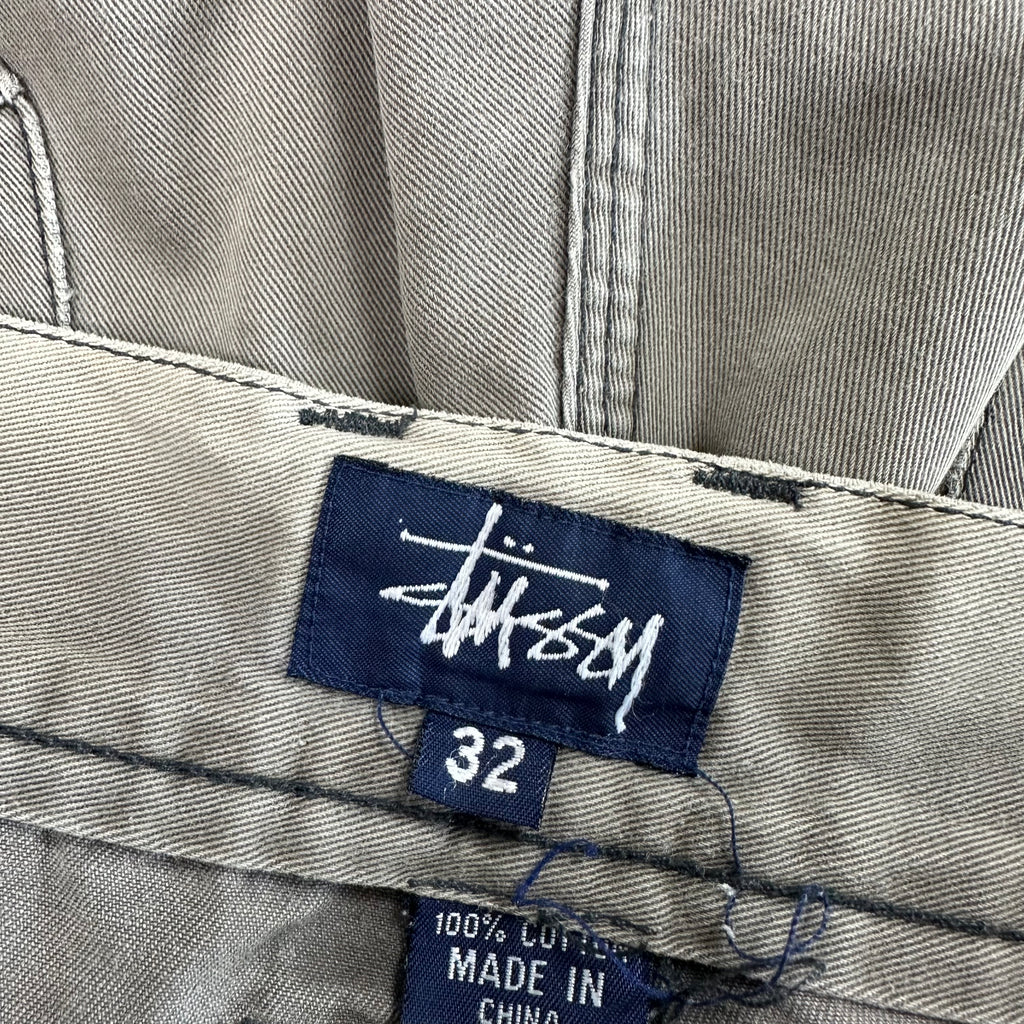 Stüssy
32
100% COTTON
MADE IN
CHINA